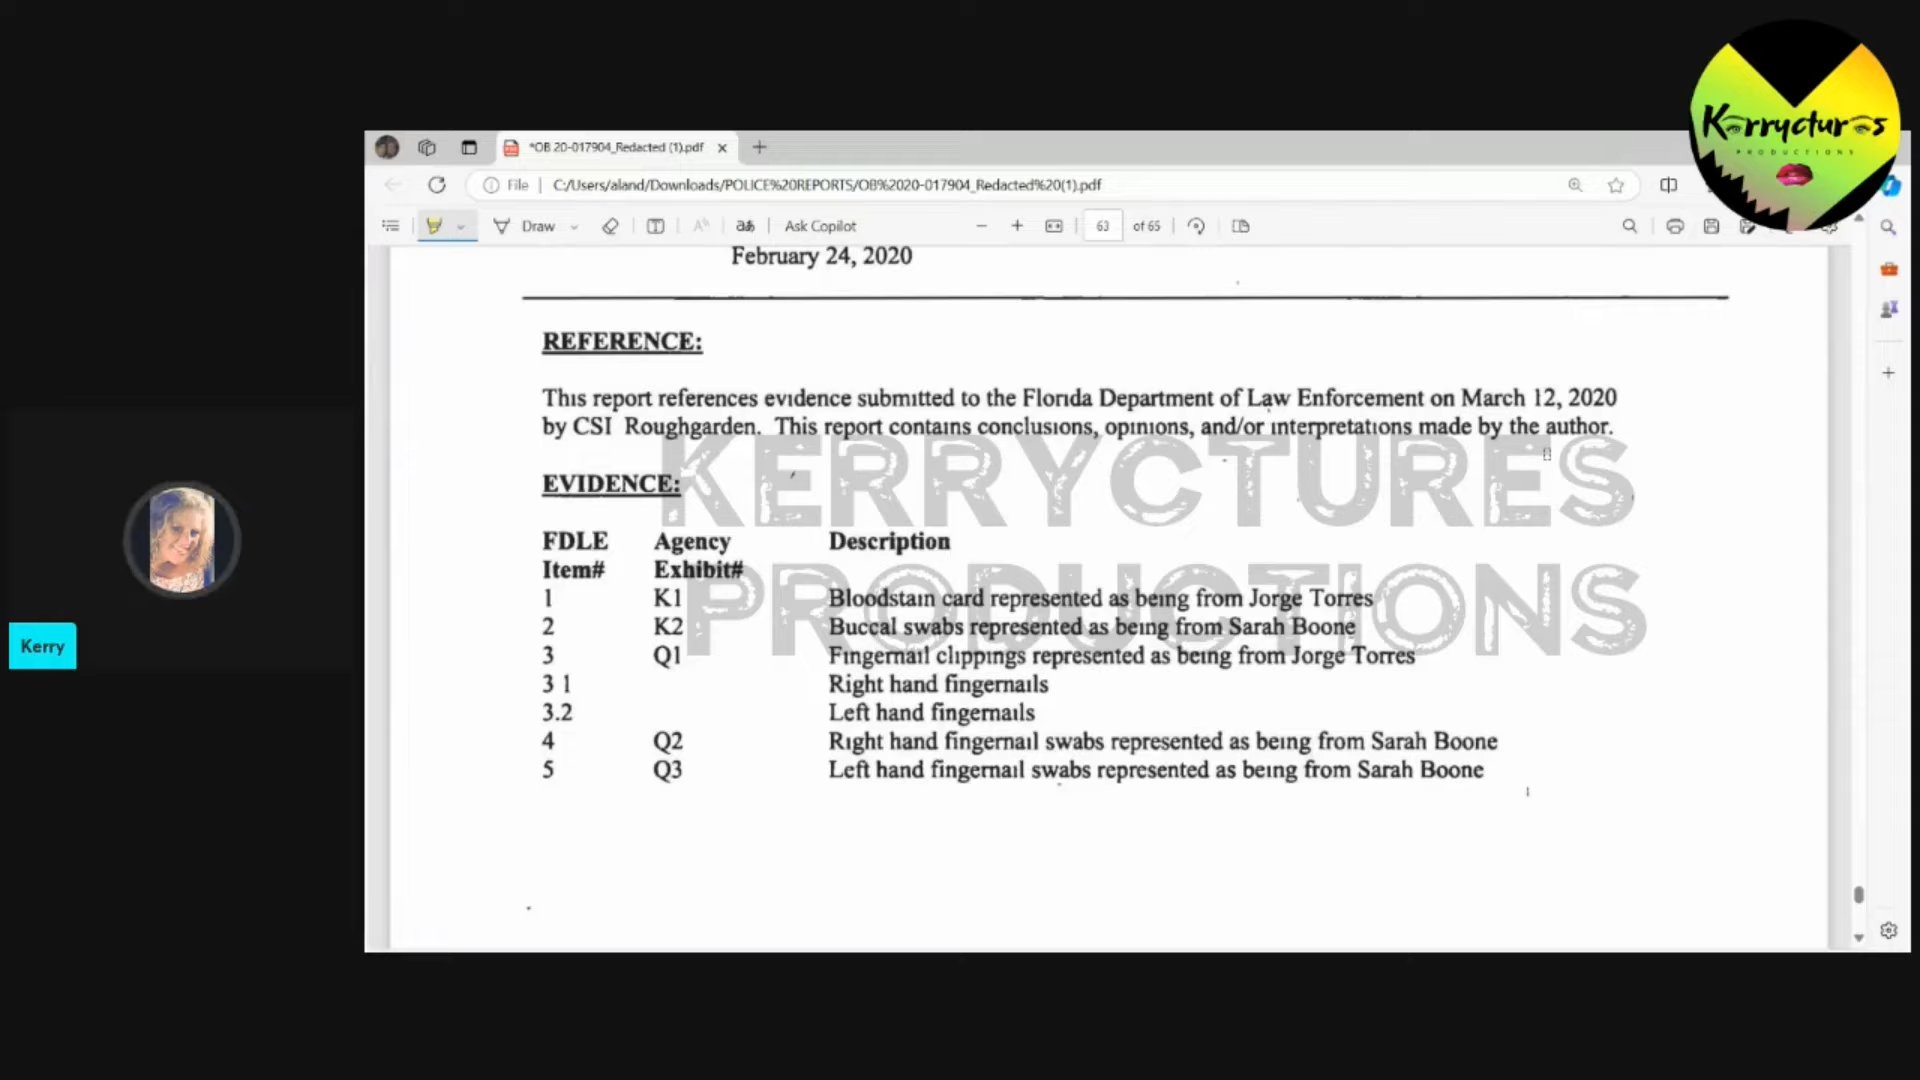 Kerryctures
PRODUCTIONS
*OB 20-017904_Redacted (1).pdf
File
C:/Users/aland/Downloads/POLICE%20REPORTS/OB%2020-017904_Redacted%20(1).pdf
Draw
Ask Copilot
63
of 65
February 24, 2020
REFERENCE:
This report references evidence submitted to the Florida Department of Law Enforcement on March 12, 2020
by CSI Roughgarden. This report contains conclusions, opinions, and/or interpretations made by the author.
KERRYCTURES
PRODUCTIONS
EVIDENCE:
FDLE Agency Description
Item# Exhibit#
1 K1 Bloodstain card represented as being from Jorge Torres
2 K2 Buccal swabs represented as being from Sarah Boone
3 Q1 Fingernail clippings represented as being from Jorge Torres
3 1 Right hand fingernails
3.2 Left hand fingernails
4 Q2 Right hand fingernail swabs represented as being from Sarah Boone
5 Q3 Left hand fingernail swabs represented as being from Sarah Boone
Kerry